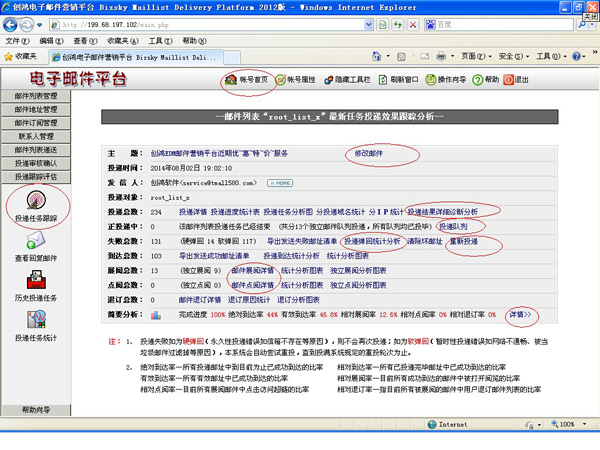 创鸿电子邮件营销平台 Bizsky Maillist Delivery Platform 2012版 - Windows Internet Explorer
关闭
http://199.68.197.102/main.php
百度
文件(F) 编辑(E) 查看(V) 收藏夹(A) 工具(T) 帮助(H)
收藏夹 创鸿电子邮件营销平台 Bizsky Maillist Deli...
页面(P) 安全(S) 工具(O)
电子邮件平台 帐号首页 帐号属性 隐藏工具栏 刷新窗口 操作向导 帮助 退出
邮件列表管理
邮件地址管理
邮件订阅管理
联系人管理
邮件列表递送
投递审核确认
投递跟踪评估
投递任务跟踪
查看回复邮件
历史投递任务
投递任务统计
帮助向导
--邮件列表“root_list_x”最新任务投递效果跟踪分析--
主 题： 创鸿EDM邮件营销平台近期优“惠”特“价”服务 修改邮件
投递时间： 2014年08月02日 19:02:10
发 信 人： 创鸿软件<service@tmall580.com> MORE
投递对象： root_list_x
投递总数： 234 投递详情 投递进度统计表 投递任务分析图 分投递域名统计 分IP统计 投递结果详细诊断分析
正投递中： 0 该邮件列表投递任务已经结束 (共分13个独立邮件队列投递，所有队列均已投毕) 投递队列
失败总数： 131 (硬弹回 14 软弹回 117) 导出发送失败邮址清单 投递弹回统计分析 清除坏邮址 重新投递
到达总数： 103 导出发送成功邮址清单 投递到达统计分析 统计分析图表
展阅总数： 13 (独立展阅 9) 邮件展阅详情 统计分析图表 独立展阅分析图表
点阅总数： 0 (独立点阅 0) 邮件点阅详情 统计分析图表 独立点阅分析图表
退订总数： 0 邮件退订详情 退订原因统计 退订分析图表
简要分析： 完成进度 100% 绝对到达率 44% 有效到达率 46.8% 相对展阅率 12.6% 相对点阅率 0% 相对退订率 0% 详情>>
注： 1、 投递失败如为硬弹回（永久性投递错误如信箱不存在等原因），则不会再次投递；如为软弹回（暂时性投递错误如网络不通畅、被当
垃圾邮件过滤掉等原因），本系统会自动尝试重投，直到投满系统规定的重投轮次为止。
2、 绝对到达率－所有投递邮址中到目前为止已成功到达的比率 相对到达率－所有已投递完毕邮址中已成功到达的比率
有效到达率－所有有效邮址中已成功到达的比率 相对展阅率－目前所有成功到达的邮件中被打开阅览的比率
相对点阅率－目前所有展阅邮件中点击访问超链的比率 相对退订率－指目前所有被展阅的邮件中用户退订邮件列表的比率
Internet 100%